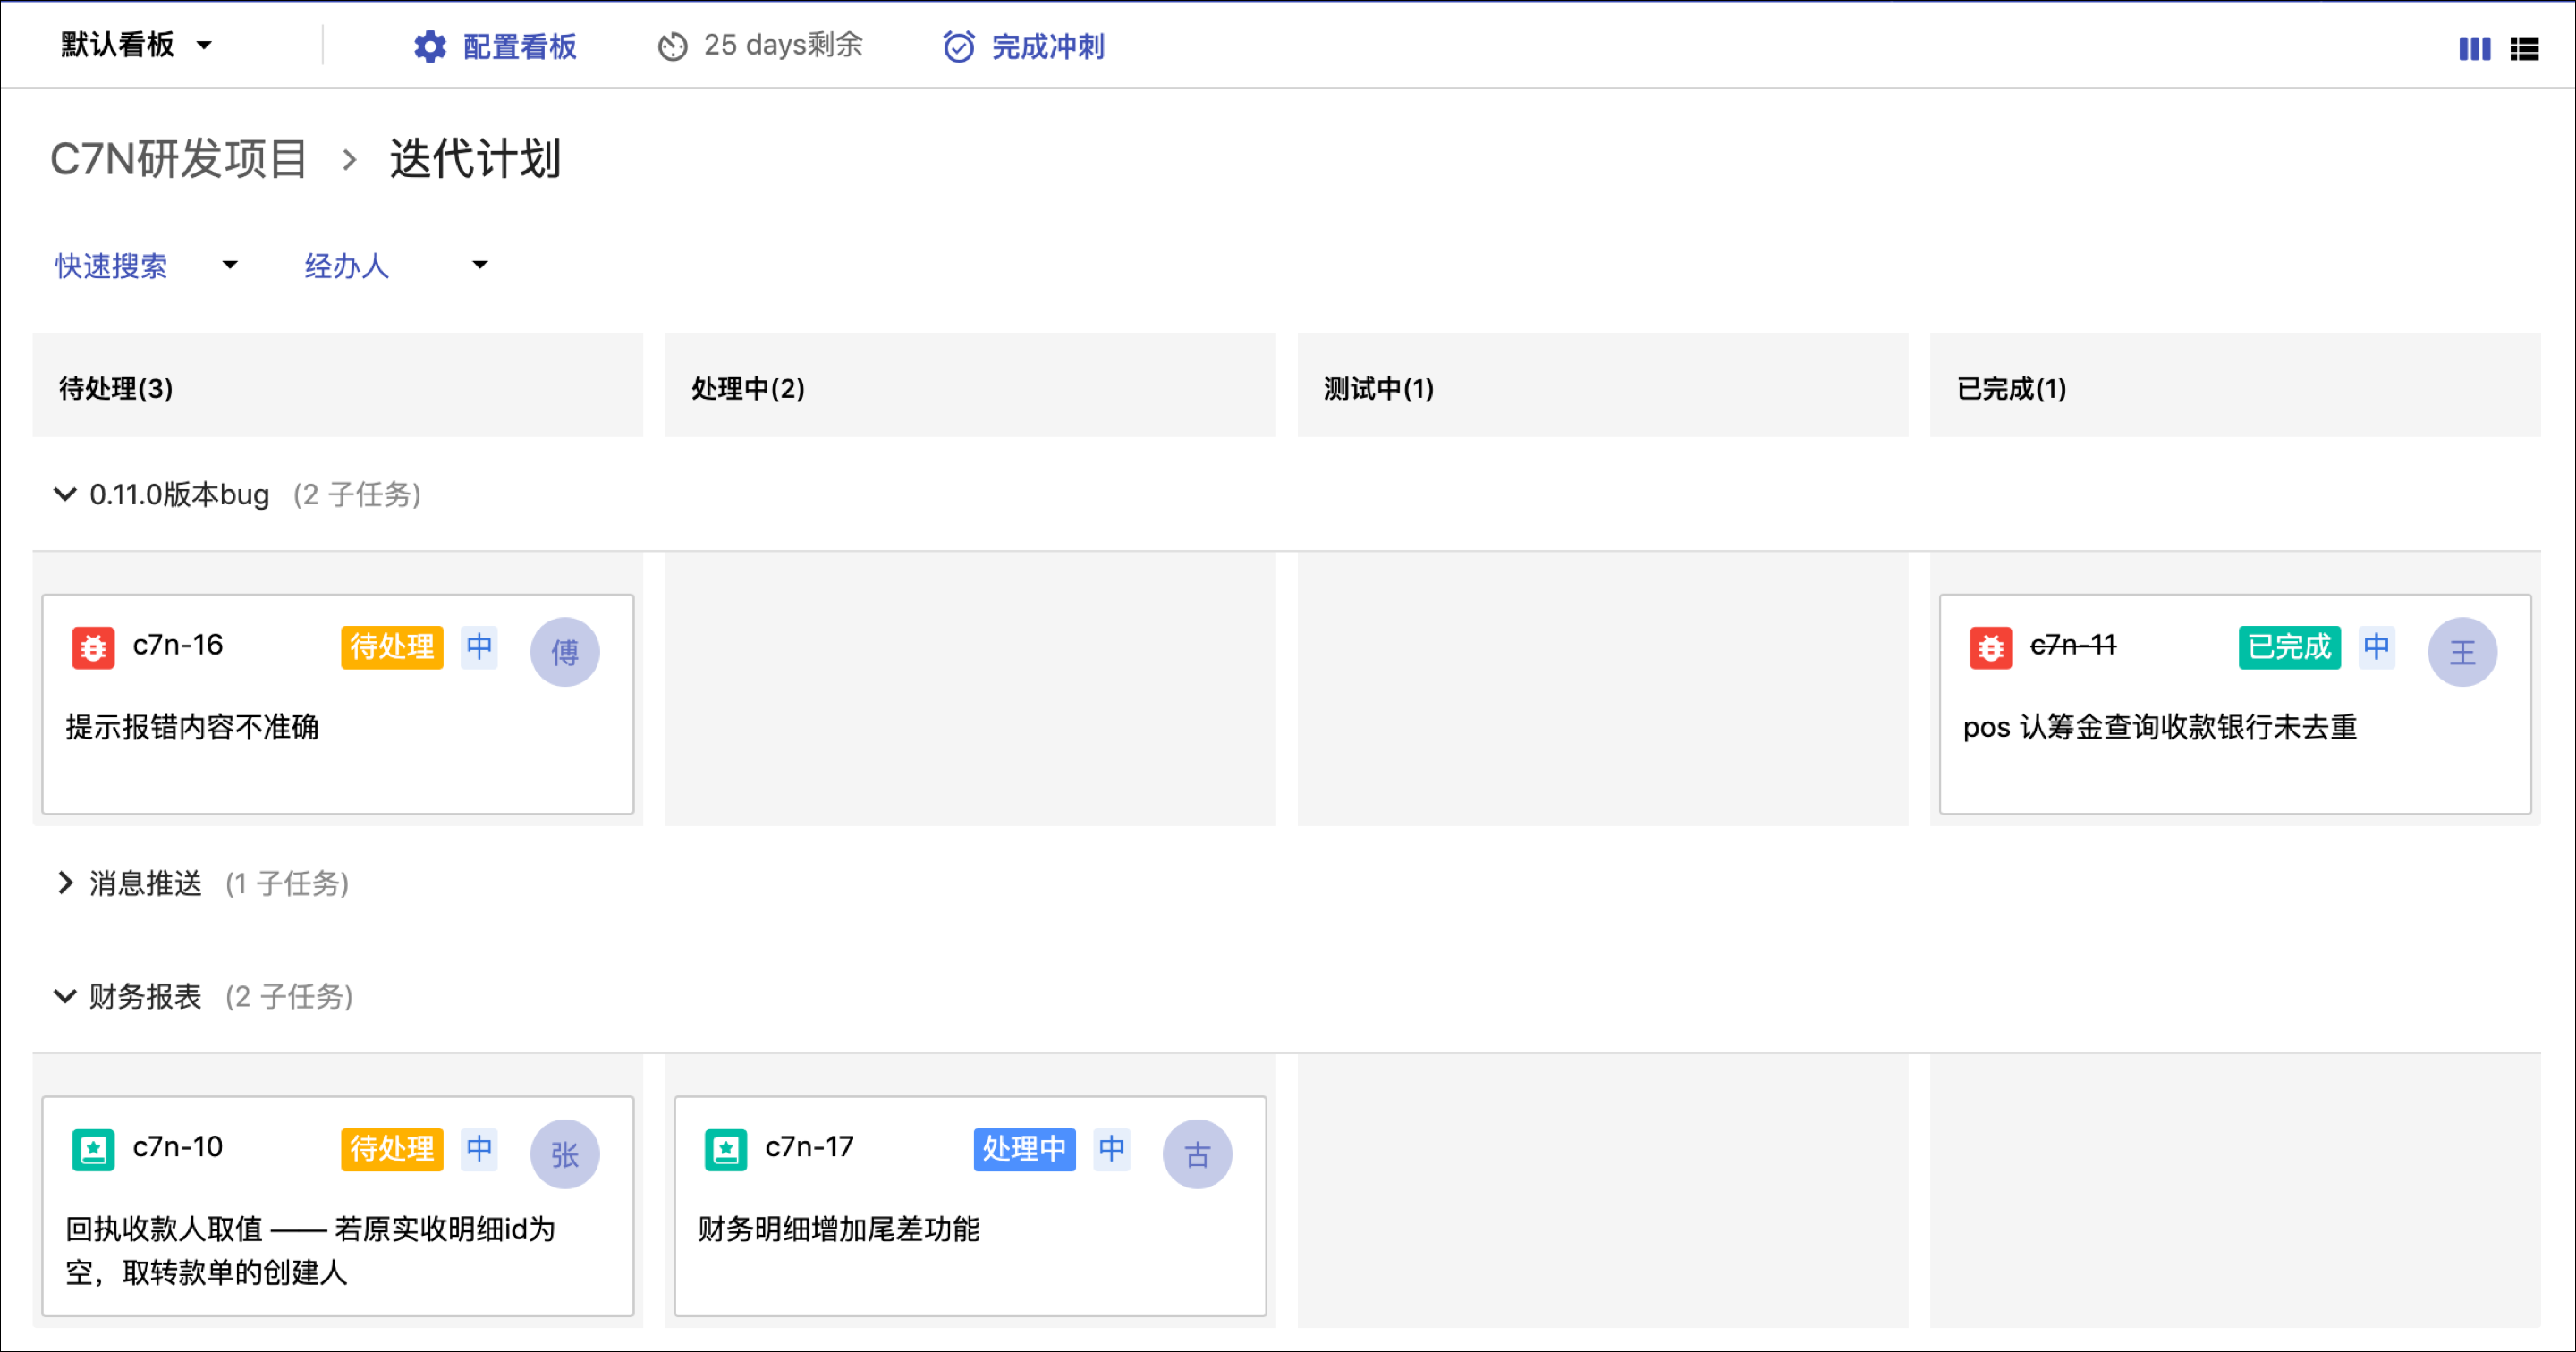 默认看板
配置看板
25 days剩余
完成冲刺
C7N研发项目 > 迭代计划
快速搜索
经办人
待处理(3)
处理中(2)
测试中(1)
已完成(1)
0.11.0版本bug (2 子任务)
c7n-16 待处理 中 傅
提示报错内容不准确
c7n-11 已完成 中 王
pos 认筹金查询收款银行未去重
消息推送 (1 子任务)
财务报表 (2 子任务)
c7n-10 待处理 中 张
回执收款人取值 —— 若原实收明细id为
空，取转款单的创建人
c7n-17 处理中 中 古
财务明细增加尾差功能